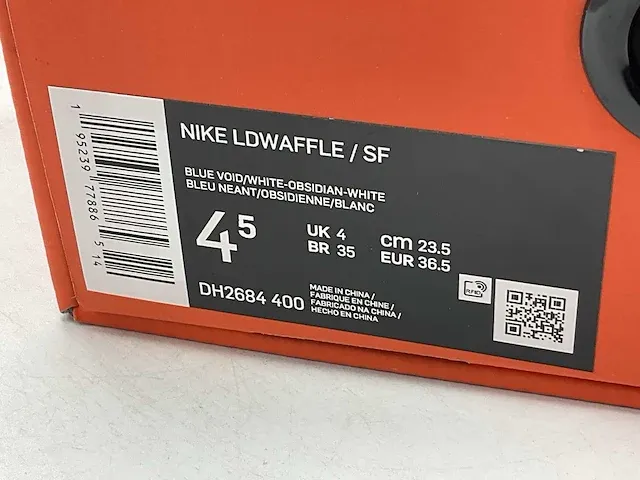 NIKE LDWAFFLE / SF
BLUE VOID/WHITE-OBSIDIAN-WHITE
BLEU NEANT/OBSIDIENNE/BLANC
4 5
UK 4
BR 35
cm 23.5
EUR 36.5
DH2684 400
MADE IN CHINA /
FABRIQUE EN CHINE /
FABRICADO NA CHINA /
HECHO EN CHINA
RFID
1 95239 77886 514